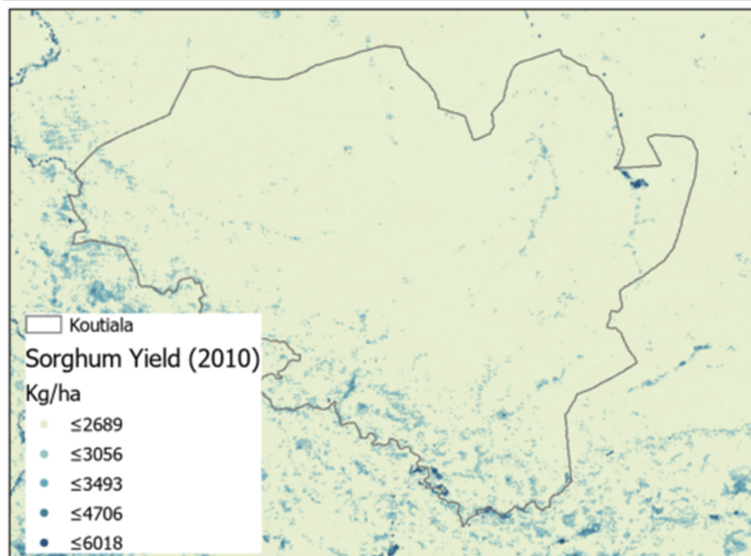 Koutiala
Sorghum Yield (2010)
Kg/ha
≤2689
≤3056
≤3493
≤4706
≤6018